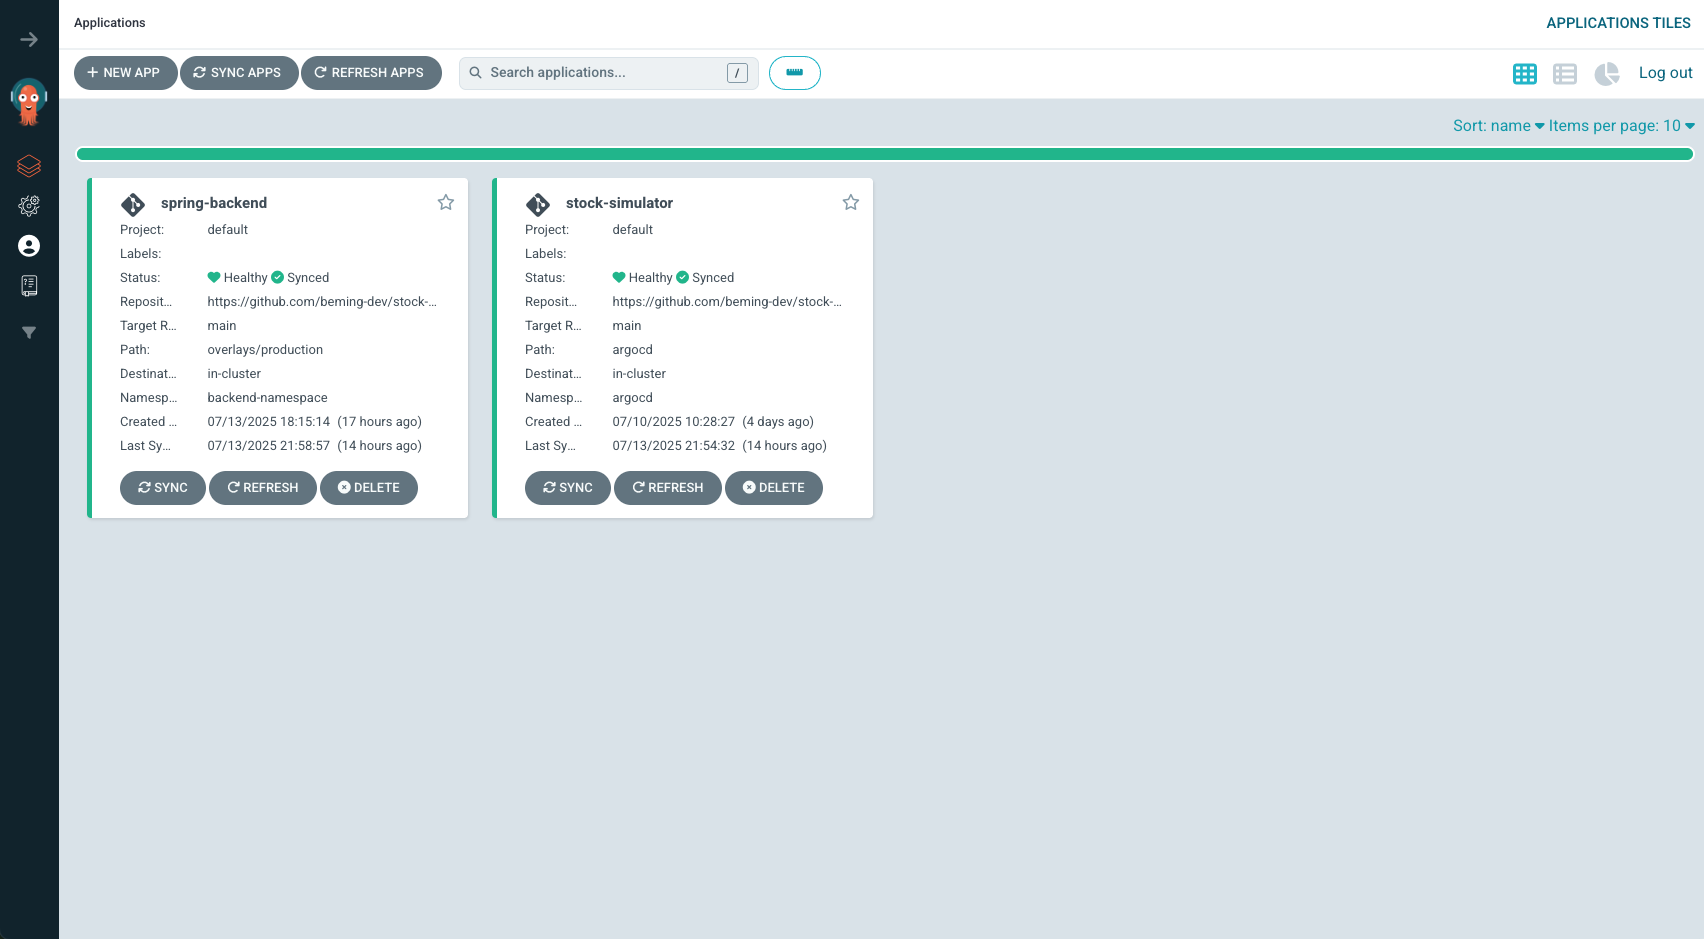 Applications
APPLICATIONS TILES
NEW APP SYNC APPS REFRESH APPS Search applications... / Log out
Sort: name Items per page: 10
spring-backend
Project: default
Labels:
Status: Healthy Synced
Reposit... https://github.com/beming-dev/stock-...
Target R... main
Path: overlays/production
Destinat... in-cluster
Namesp... backend-namespace
Created ... 07/13/2025 18:15:14 (17 hours ago)
Last Sy... 07/13/2025 21:58:57 (14 hours ago)
SYNC REFRESH DELETE
stock-simulator
Project: default
Labels:
Status: Healthy Synced
Reposit... https://github.com/beming-dev/stock-...
Target R... main
Path: argocd
Destinat... in-cluster
Namesp... argocd
Created ... 07/10/2025 10:28:27 (4 days ago)
Last Sy... 07/13/2025 21:54:32 (14 hours ago)
SYNC REFRESH DELETE